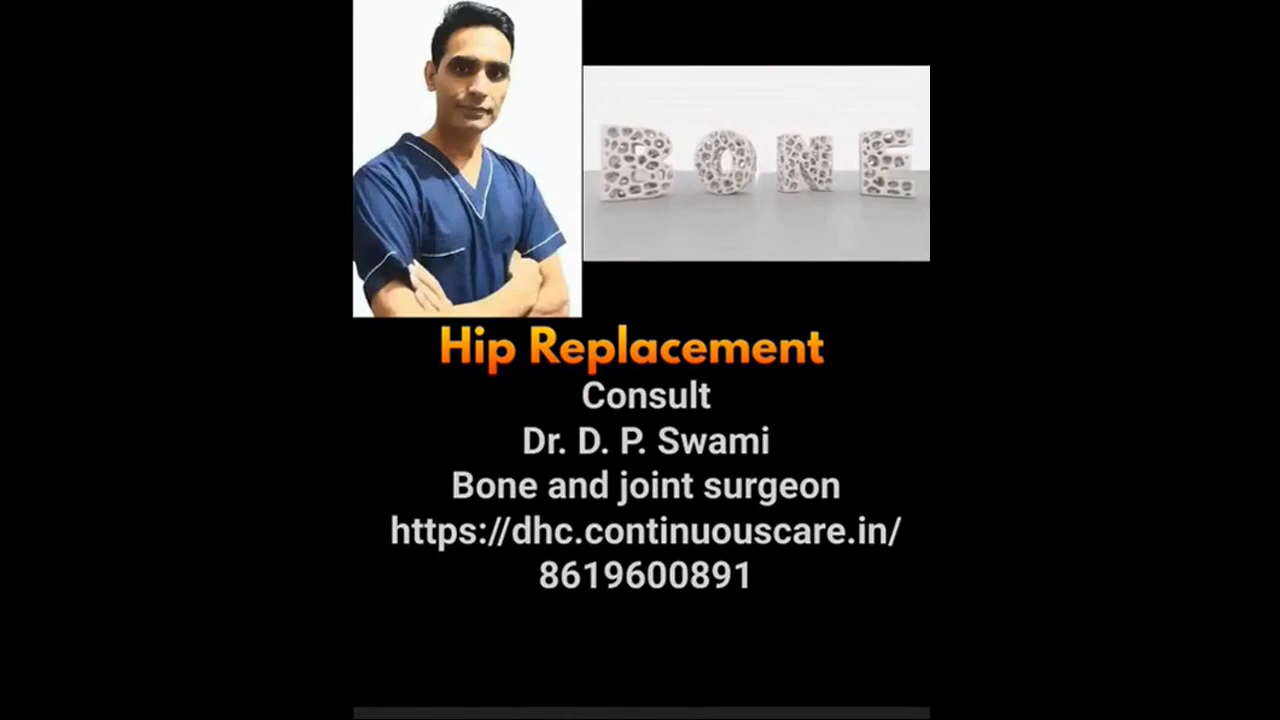 BONE
Hip Replacement
Consult
Dr. D. P. Swami
Bone and joint surgeon
https://dhc.continuouscare.in/
8619600891